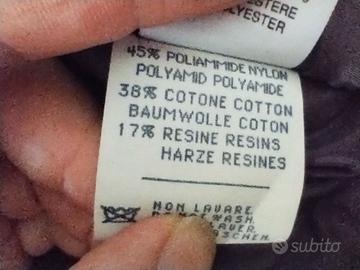 POLYESTER
45% POLIAMMIDE NYLON
POLYAMID POLYAMIDE
38% COTONE COTTON
BAUMWOLLE COTON
17% RESINE RESINS
HARZE RESINES
NON LAVARE
subito